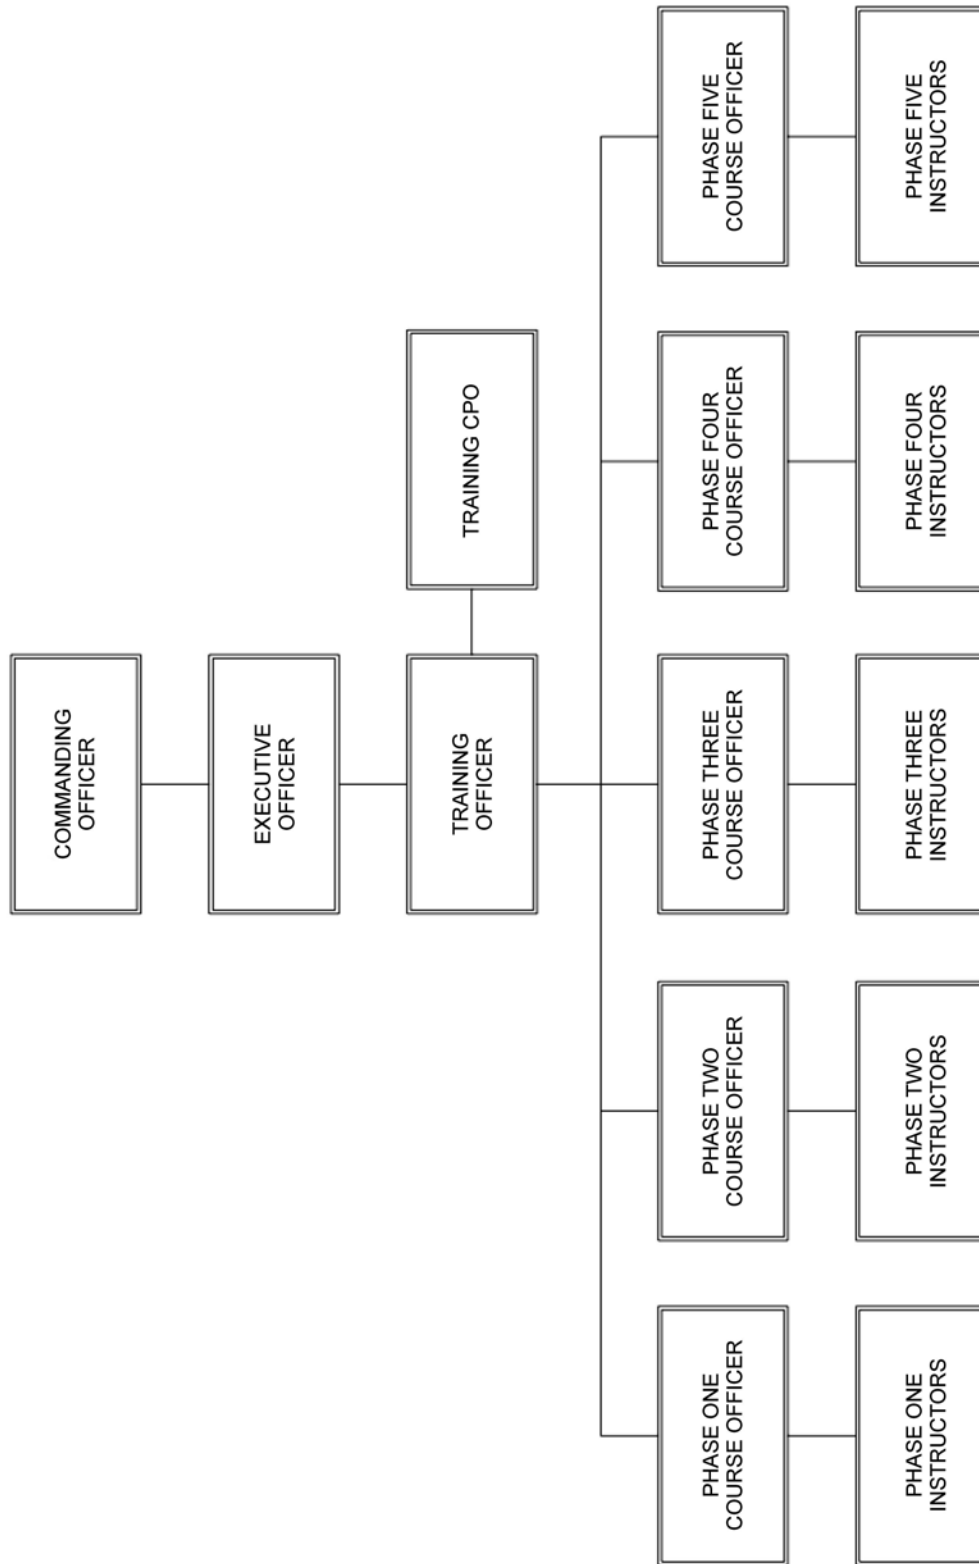 COMMANDING
OFFICER
EXECUTIVE
OFFICER
TRAINING
OFFICER
TRAINING CPO
PHASE ONE
COURSE OFFICER
PHASE TWO
COURSE OFFICER
PHASE THREE
COURSE OFFICER
PHASE FOUR
COURSE OFFICER
PHASE FIVE
COURSE OFFICER
PHASE ONE
INSTRUCTORS
PHASE TWO
INSTRUCTORS
PHASE THREE
INSTRUCTORS
PHASE FOUR
INSTRUCTORS
PHASE FIVE
INSTRUCTORS